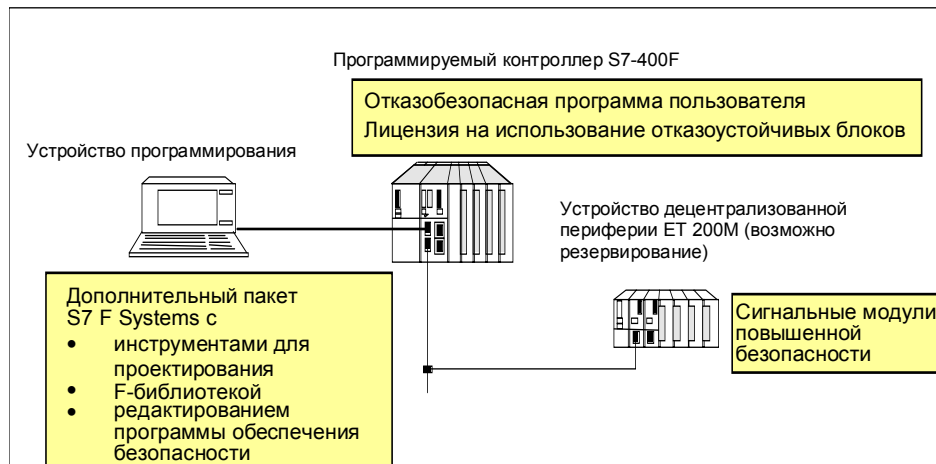 Программируемый контроллер S7-400F
Отказобезопасная программа пользователя
Лицензия на использование отказоустойчивых блоков
Устройство программирования
Устройство децентрализованной
периферии ET 200M (возможно
резервирование)
Дополнительный пакет
S7 F Systems с
• инструментами для
проектирования
• F-библиотекой
• редактированием
программы обеспечения
безопасности
Сигнальные модули
повышенной
безопасности